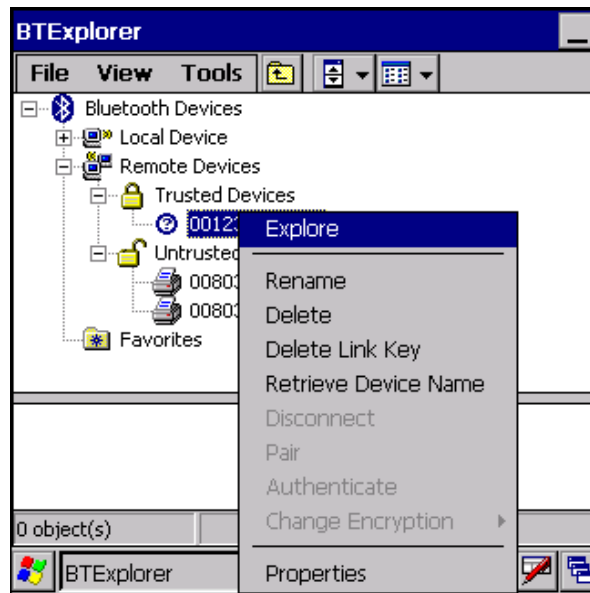 BTExplorer
File View Tools
Bluetooth Devices
Local Device
Remote Devices
Trusted Devices
00123
Untrusted
00803
00803
Favorites
Explore
Rename
Delete
Delete Link Key
Retrieve Device Name
Disconnect
Pair
Authenticate
Change Encryption
Properties
0 object(s)
BTExplorer